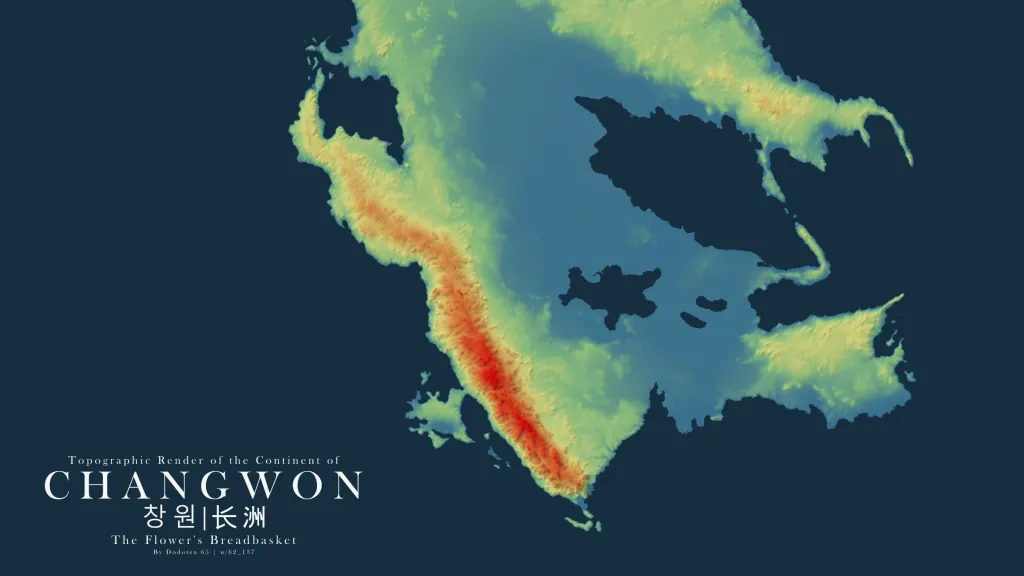 Topographic Render of the Continent of
CHANGWON
창원|长洲
The Flower's Breadbasket
By Dodotea 65 | u/62_137